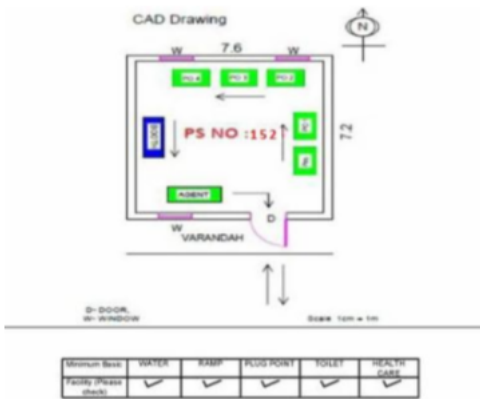 CAD Drawing
N
W 7.6 W
PO.4 PO.3 PO.2
7.2
PS NO :152
AGENT
D
W
VARANDAH
D- DOOR,
W- WINDOW
Scale 1cm = 1m
Minimum Basic WATER RAMP PLUG POINT TOILET HEALTH CARE
Facility (Please check)